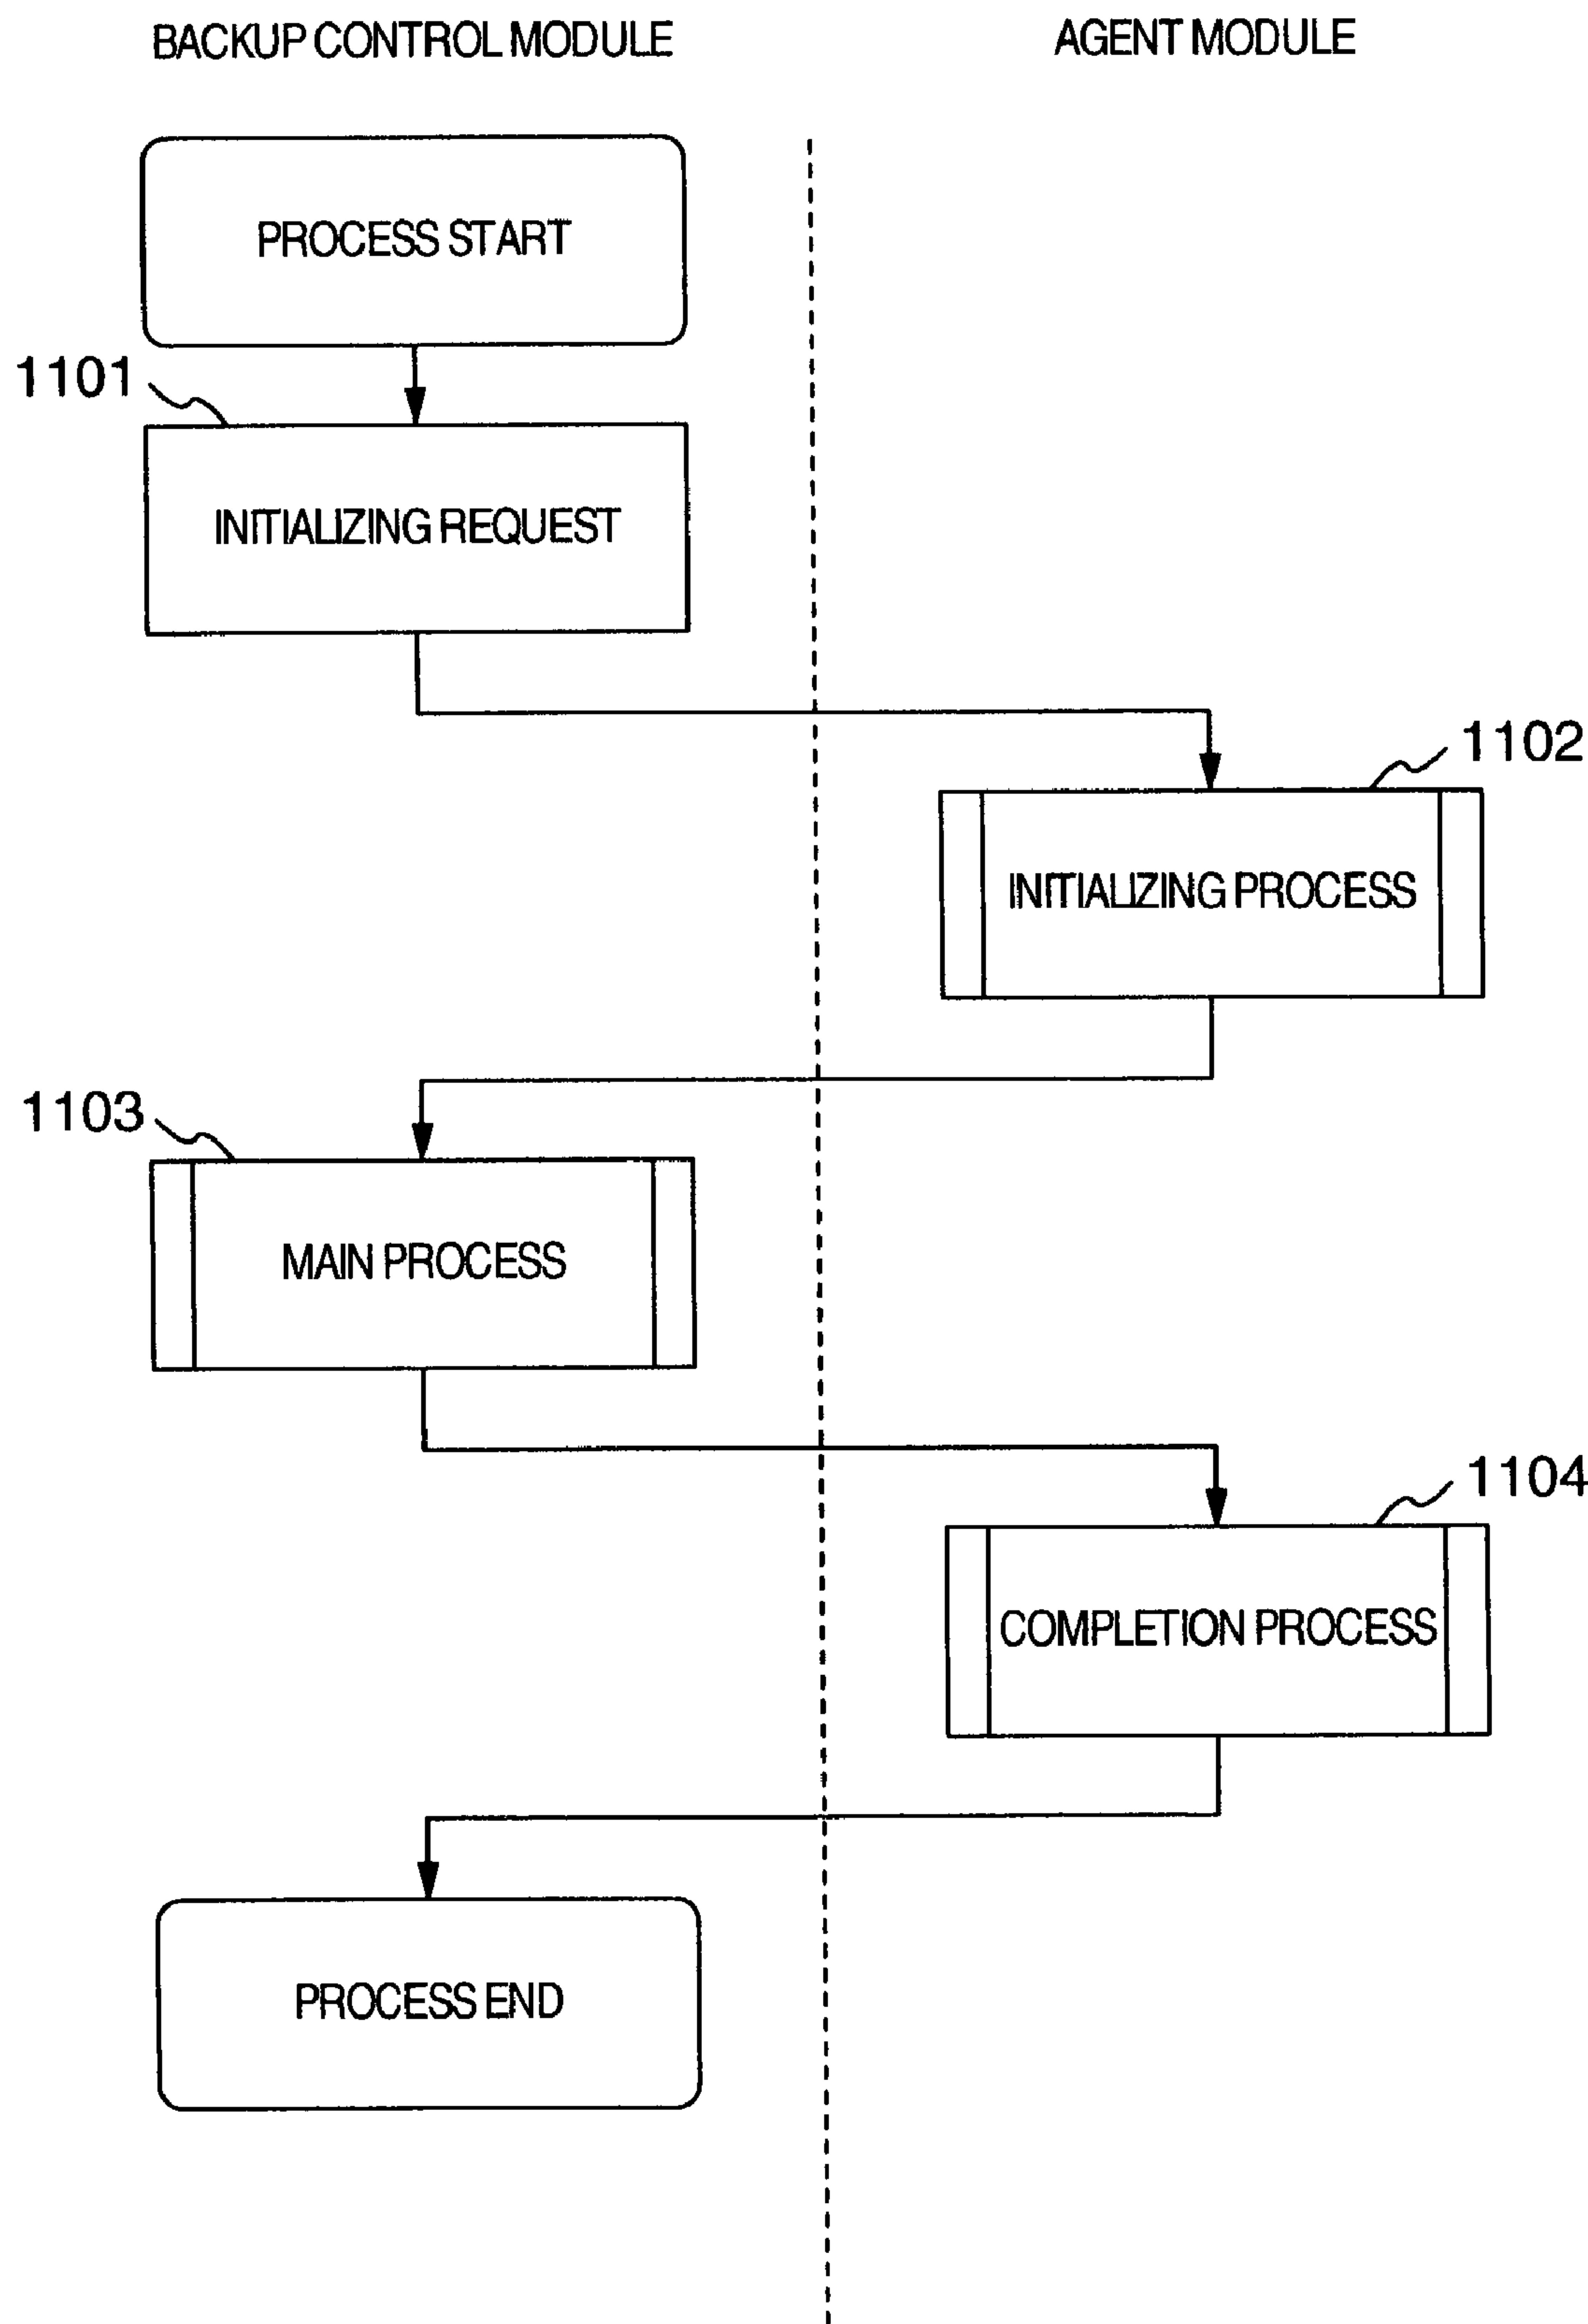 BACKUP CONTROL MODULE
AGENT MODULE
PROCESS START
1101
INITIALIZING REQUEST
1102
INITIALIZING PROCESS
1103
MAIN PROCESS
1104
COMPLETION PROCESS
PROCESS END